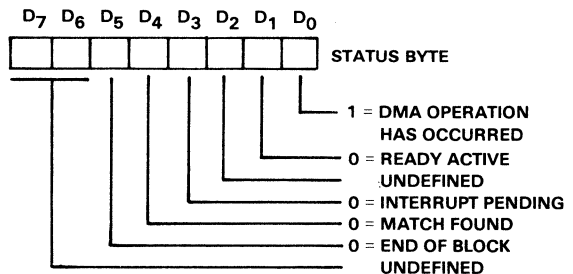 D7 D6 D5 D4 D3 D2 D1 D0
STATUS BYTE
1 = DMA OPERATION
HAS OCCURRED
0 = READY ACTIVE
UNDEFINED
0 = INTERRUPT PENDING
0 = MATCH FOUND
0 = END OF BLOCK
UNDEFINED